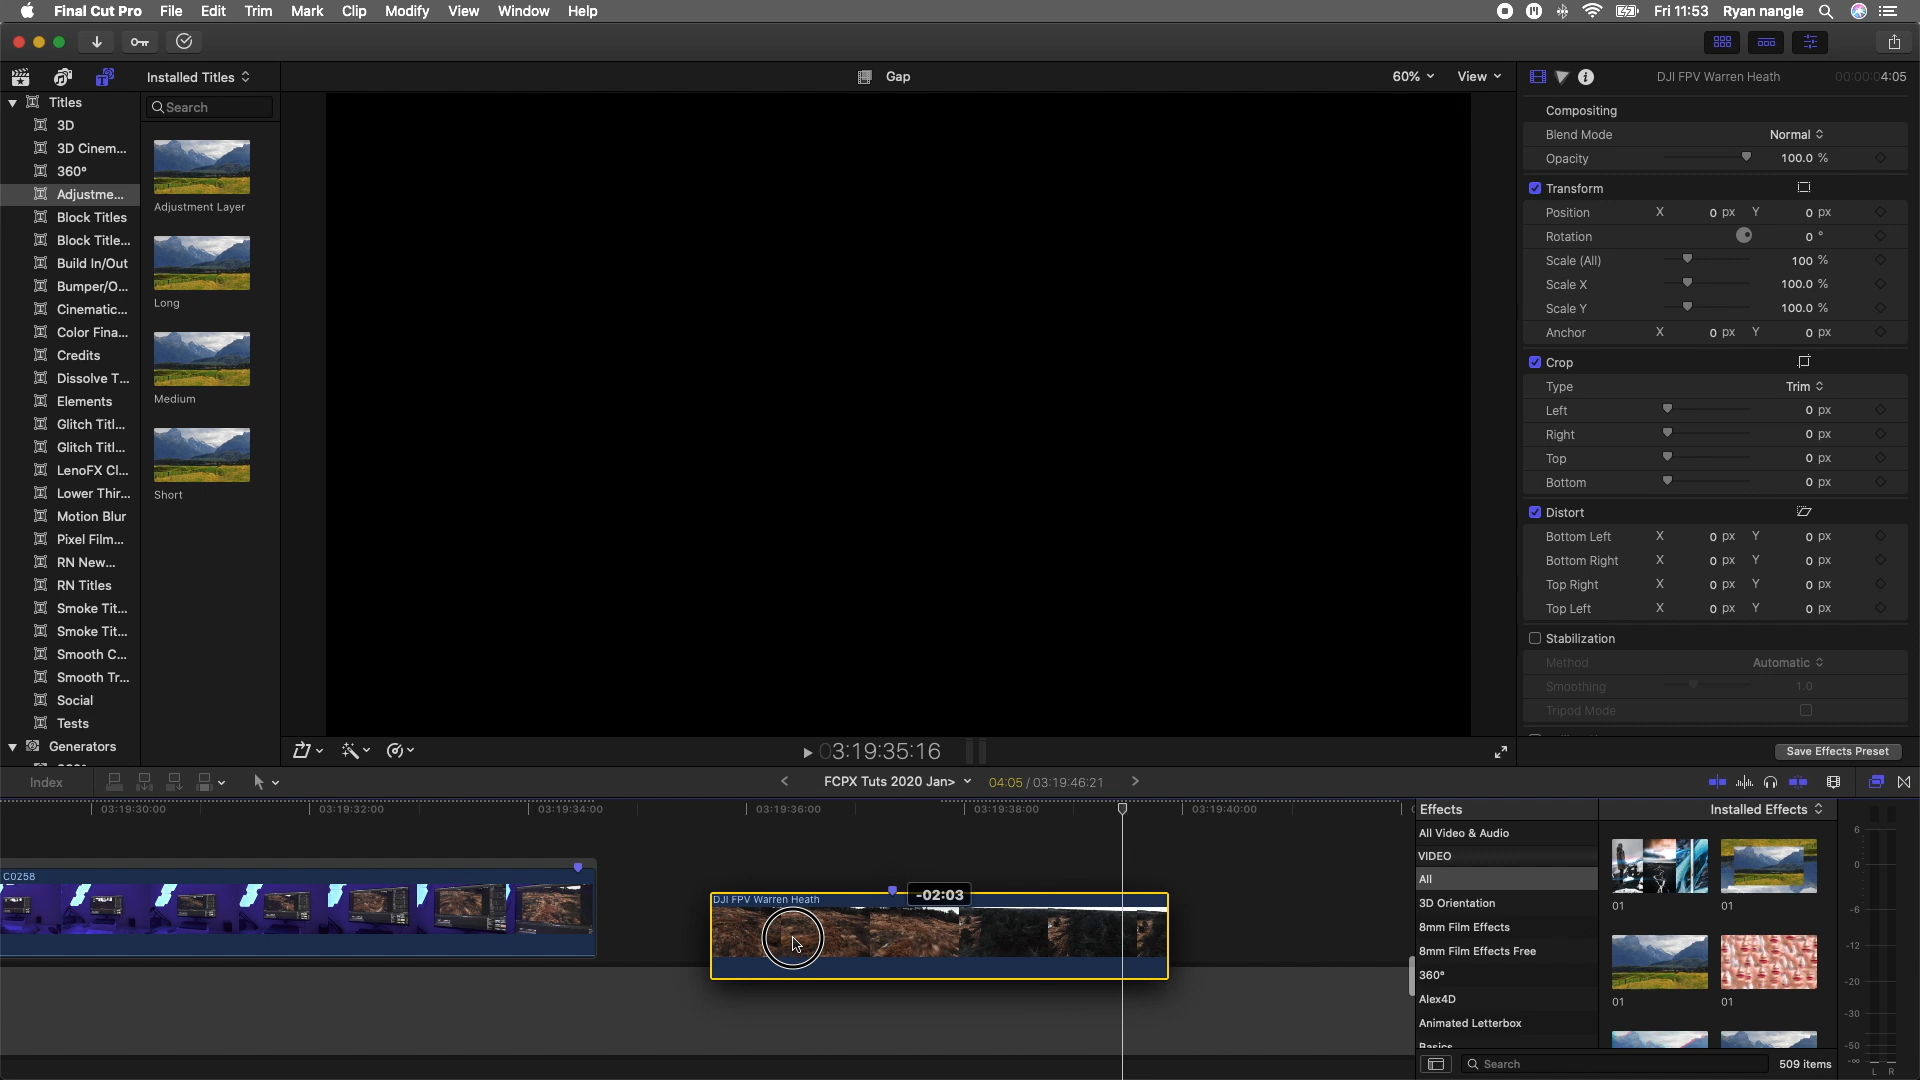 Final Cut Pro File Edit Trim Mark Clip Modify View Window Help Fri 11:53 Ryan nangle
Installed Titles Gap 60% View DJI FPV Warren Heath 00:00:04:05
Titles
3D
3D Cinem...
360°
Adjustme...
Block Titles
Block Title...
Build In/Out
Bumper/O...
Cinematic...
Color Fina...
Credits
Dissolve T...
Elements
Glitch Titl...
Glitch Titl...
LenoFX Cl...
Lower Thir...
Motion Blur
Pixel Film...
RN New...
RN Titles
Smoke Tit...
Smoke Tit...
Smooth C...
Smooth Tr...
Social
Tests
Generators
Search
Adjustment Layer
Long
Medium
Short
Compositing
Blend Mode Normal
Opacity 100.0 %
Transform
Position X 0 px Y 0 px
Rotation 0 °
Scale (All) 100 %
Scale X 100.0 %
Scale Y 100.0 %
Anchor X 0 px Y 0 px
Crop
Type Trim
Left 0 px
Right 0 px
Top 0 px
Bottom 0 px
Distort
Bottom Left X 0 px Y 0 px
Bottom Right X 0 px Y 0 px
Top Right X 0 px Y 0 px
Top Left X 0 px Y 0 px
Stabilization
Method Automatic
Smoothing 1.0
Tripod Mode
03:19:35:16
Save Effects Preset
Index FCPX Tuts 2020 Jan> 04:05 / 03:19:46:21
03:19:30:00 03:19:32:00 03:19:34:00 03:19:36:00 03:19:38:00 03:19:40:00
C0258
DJI FPV Warren Heath
-02:03
Effects Installed Effects
All Video & Audio
VIDEO
All
3D Orientation
8mm Film Effects
8mm Film Effects Free
360°
Alex4D
Animated Letterbox
Basics
01 01
01 01
Search 509 items
6
0
-6
-12
-20
-30
-50
-∞
L R